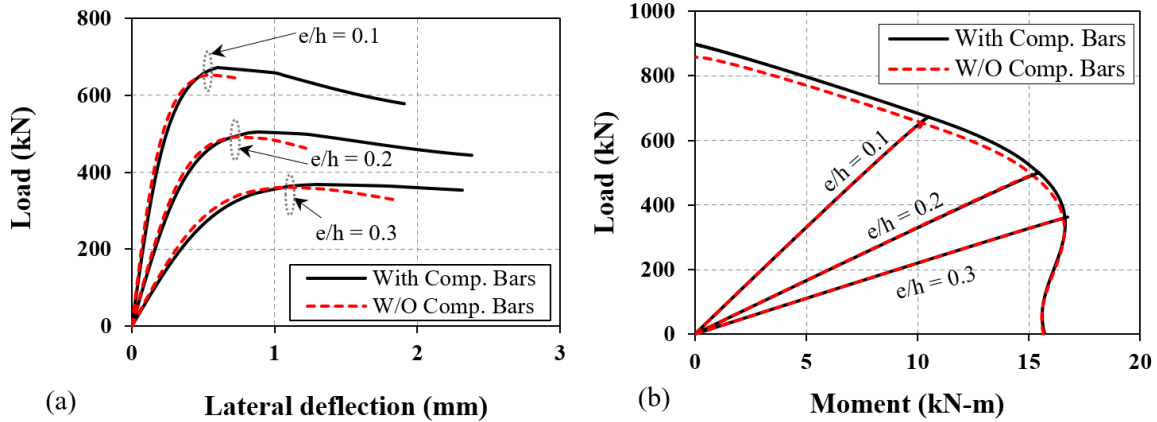 800
600
400
200
0
Load (kN)
e/h = 0.1
e/h = 0.2
e/h = 0.3
With Comp. Bars
W/O Comp. Bars
0
1
2
3
(a)
Lateral deflection (mm)
1000
800
600
400
200
0
Load (kN)
With Comp. Bars
W/O Comp. Bars
e/h = 0.1
e/h = 0.2
e/h = 0.3
0
5
10
15
20
(b)
Moment (kN-m)